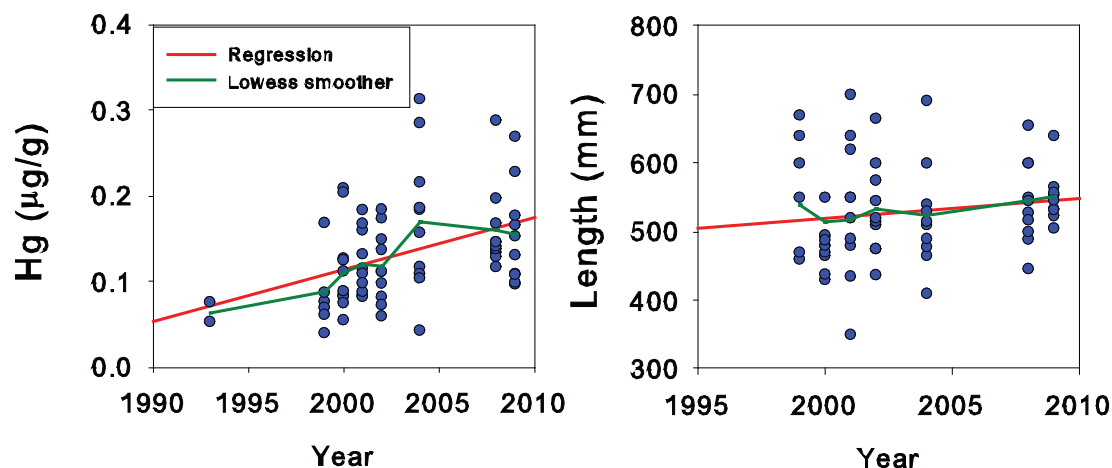 0.4
0.3
0.2
0.1
0.0
Hg (µg/g)
Regression
Lowess smoother
1990 1995 2000 2005 2010
Year
800
700
600
500
400
300
Length (mm)
1995 2000 2005 2010
Year